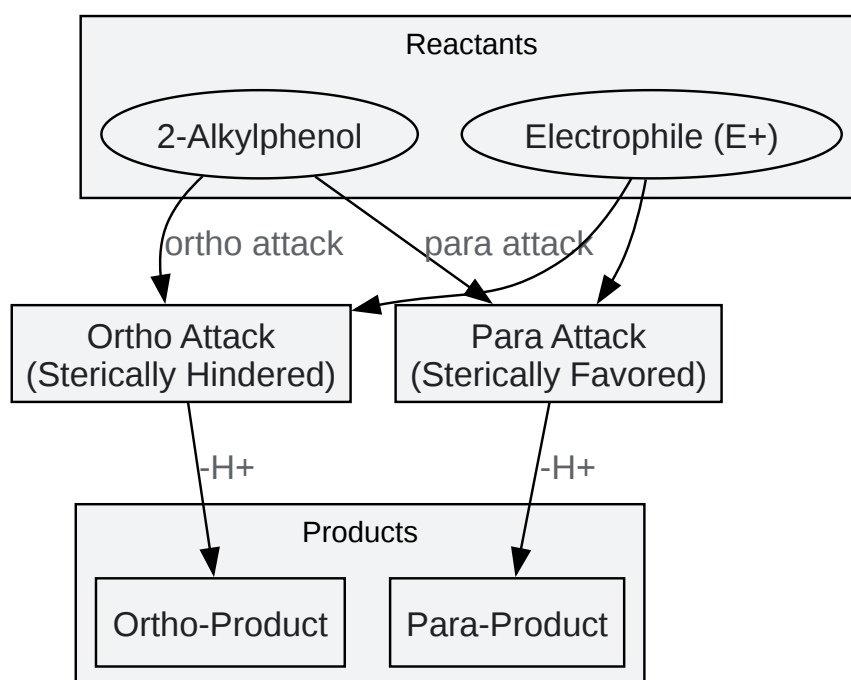 Reactants
2-Alkylphenol
Electrophile (E+)
ortho attack
para attack
Ortho Attack
(Sterically Hindered)
Para Attack
(Sterically Favored)
-H+
-H+
Products
Ortho-Product
Para-Product